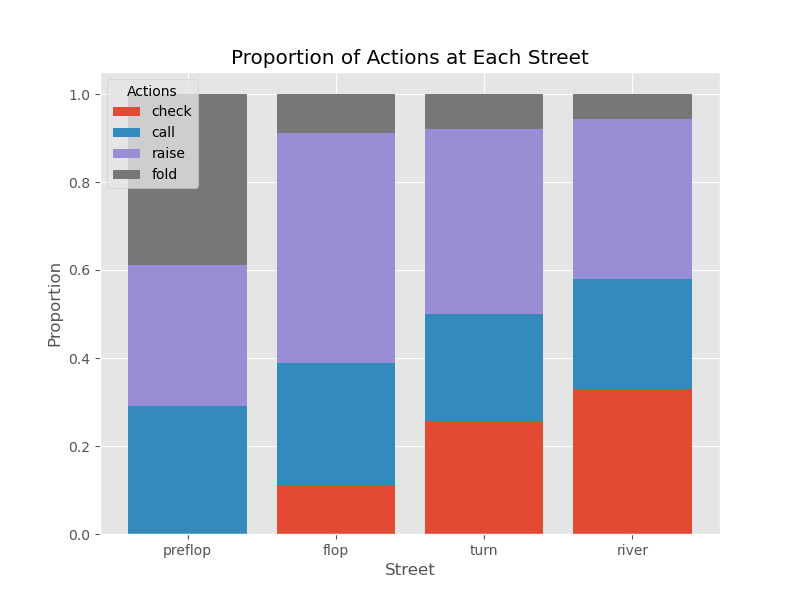 Proportion of Actions at Each Street
Actions
check
call
raise
fold
1.0
0.8
0.6
0.4
0.2
0.0
Proportion
preflop flop turn river
Street